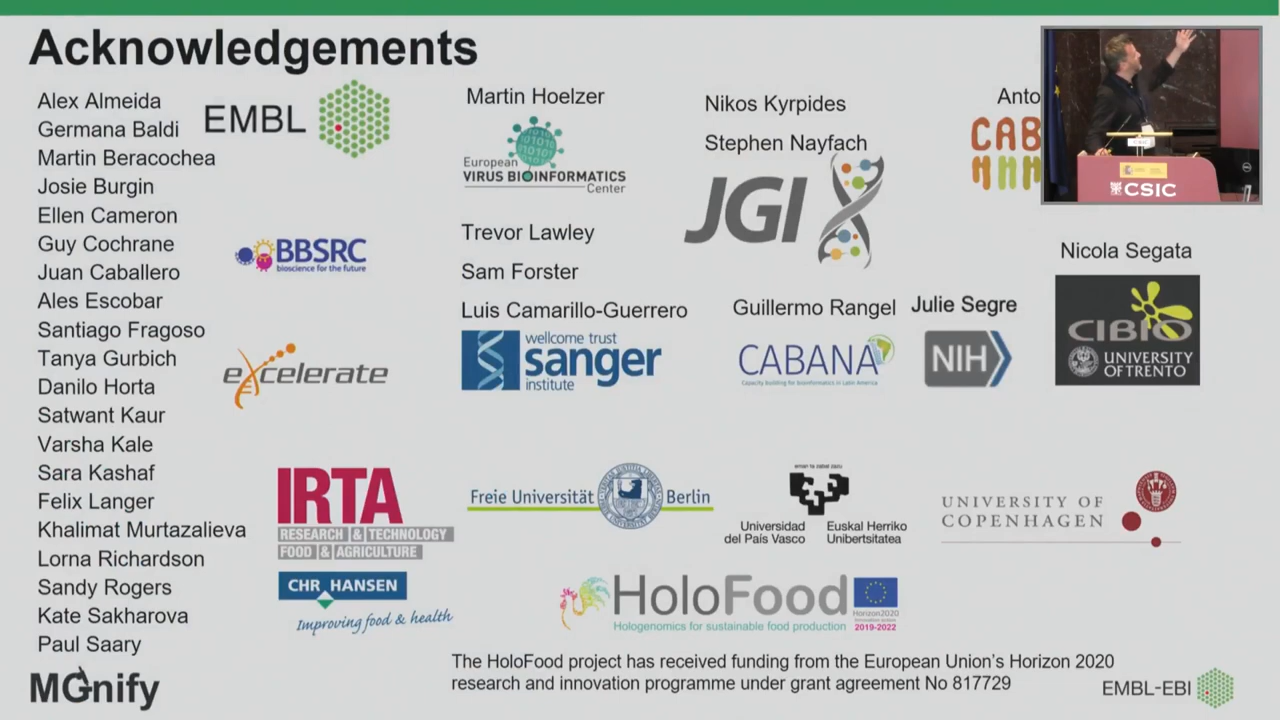 Acknowledgements
Alex Almeida
Germana Baldi
Martin Beracochea
Josie Burgin
Ellen Cameron
Guy Cochrane
Juan Caballero
Ales Escobar
Santiago Fragoso
Tanya Gurbich
Danilo Horta
Satwant Kaur
Varsha Kale
Sara Kashaf
Felix Langer
Khalimat Murtazalieva
Lorna Richardson
Sandy Rogers
Kate Sakharova
Paul Saary
MGnify
EMBL
BBSRC
bioscience for the future
excelerate
IRTA
RESEARCH & TECHNOLOGY
FOOD & AGRICULTURE
CHR HANSEN
Improving food & health
Martin Hoelzer
European
VIRUS BIOINFORMATICS
Center
Trevor Lawley
Sam Forster
Luis Camarillo-Guerrero
wellcome trust
sanger
institute
Nikos Kyrpides
Stephen Nayfach
JGI
Guillermo Rangel
CABANA
Capacity Building for bioinformatics in Latin America
Julie Segre
NIH
Anto
CAB
CSIC
Nicola Segata
CIBIO
UNIVERSITY
OF TRENTO
Freie Universität Berlin
eman ta zabal zazu
Universidad
del País Vasco
Euskal Herriko
Unibertsitatea
UNIVERSITY OF
COPENHAGEN
HoloFood
Hologenomics for sustainable food production
Horizon2020
2019-2022
The HoloFood project has received funding from the European Union's Horizon 2020
research and innovation programme under grant agreement No 817729
EMBL-EBI